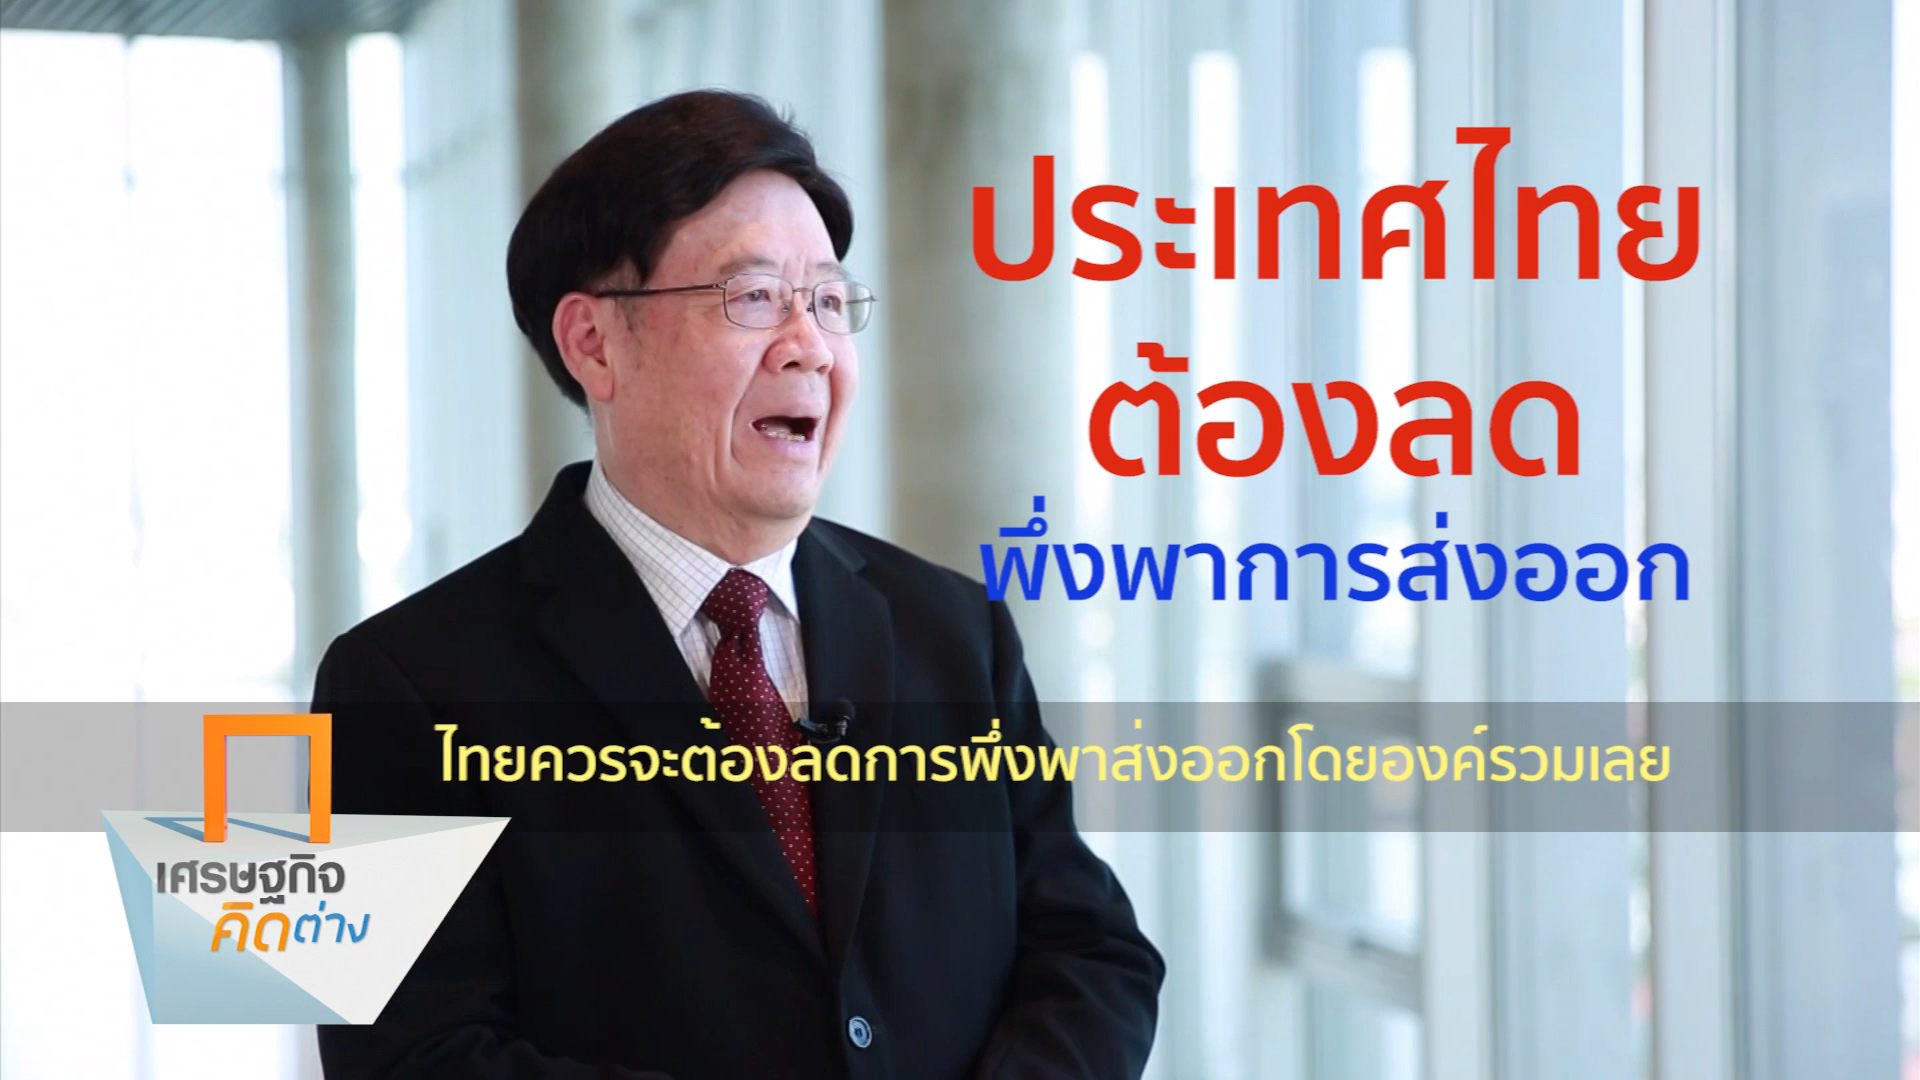 ประเทศไทย
ต้องลด
พึ่งพาการส่งออก
ไทยควรจะต้องลดการพึ่งพาส่งออกโดยองค์รวมเลย
เศรษฐกิจ
คิดต่าง